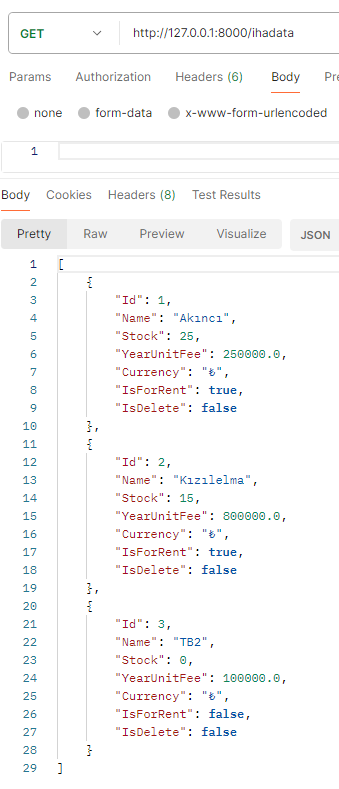 GET http://127.0.0.1:8000/ihadata
Params Authorization Headers (6) Body
none form-data x-www-form-urlencoded
1
Body Cookies Headers (8) Test Results
Pretty Raw Preview Visualize JSON
1 [
2 {
3 "Id": 1,
4 "Name": "Akıncı",
5 "Stock": 25,
6 "YearUnitFee": 250000.0,
7 "Currency": "₺",
8 "IsForRent": true,
9 "IsDelete": false
10 },
11 {
12 "Id": 2,
13 "Name": "Kızılelma",
14 "Stock": 15,
15 "YearUnitFee": 800000.0,
16 "Currency": "₺",
17 "IsForRent": true,
18 "IsDelete": false
19 },
20 {
21 "Id": 3,
22 "Name": "TB2",
23 "Stock": 0,
24 "YearUnitFee": 100000.0,
25 "Currency": "₺",
26 "IsForRent": false,
27 "IsDelete": false
28 }
29 ]